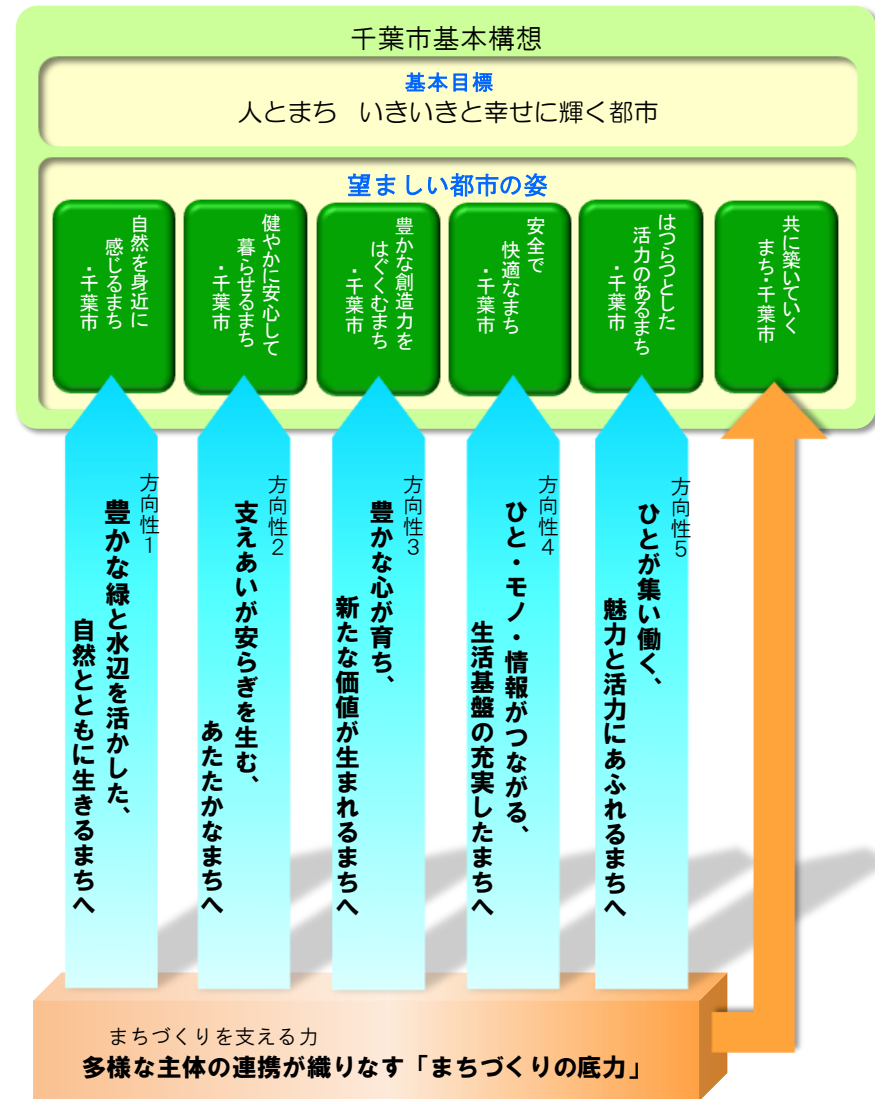 千葉市基本構想
基本目標
人とまち　いきいきと幸せに輝く都市
望ましい都市の姿
自然を身近に
感じるまち
・千葉市
健やかに安心して
暮らせるまち
・千葉市
豊かな創造力を
はぐくむまち
・千葉市
安全で
快適なまち
・千葉市
はつらつとした
活力のあるまち
・千葉市
共に築いていく
まち・千葉市
方向性1
豊かな緑と水辺を活かした、
自然とともに生きるまちへ
方向性2
支えあいが安らぎを生む、
あたたかなまちへ
方向性3
豊かな心が育ち、
新たな価値が生まれるまちへ
方向性4
ひと・モノ・情報がつながる、
生活基盤の充実したまちへ
方向性5
ひとが集い働く、
魅力と活力にあふれるまちへ
まちづくりを支える力
多様な主体の連携が織りなす「まちづくりの底力」